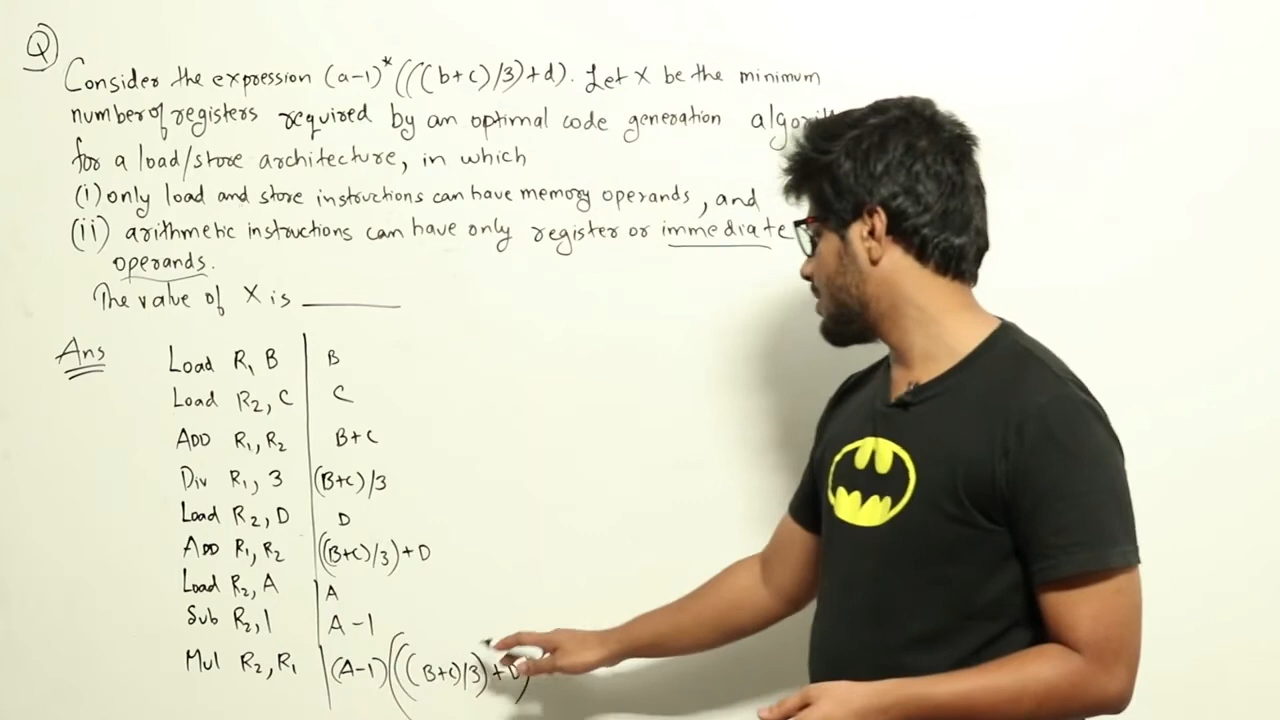 Q)
Consider the expression (a-1)*(((b+c)/3)+d). Let X be the minimum
number of registers required by an optimal code generation
for a load/store architecture, in which
(i) only load and store instructions can have memory operands, and
(ii) arithmetic instructions can have only register or immediate
operands.
The value of X is ______
Ans
Load R1 B | B
Load R2, C | C
ADD R1, R2 | B+C
Div R1, 3 | (B+C)/3
Load R2, D | D
ADD R1, R2 | ((B+C)/3)+D
Load R2, A | A
Sub R2, 1 | A-1
Mul R2, R1 | (A-1)(((B+C)/3)+D)